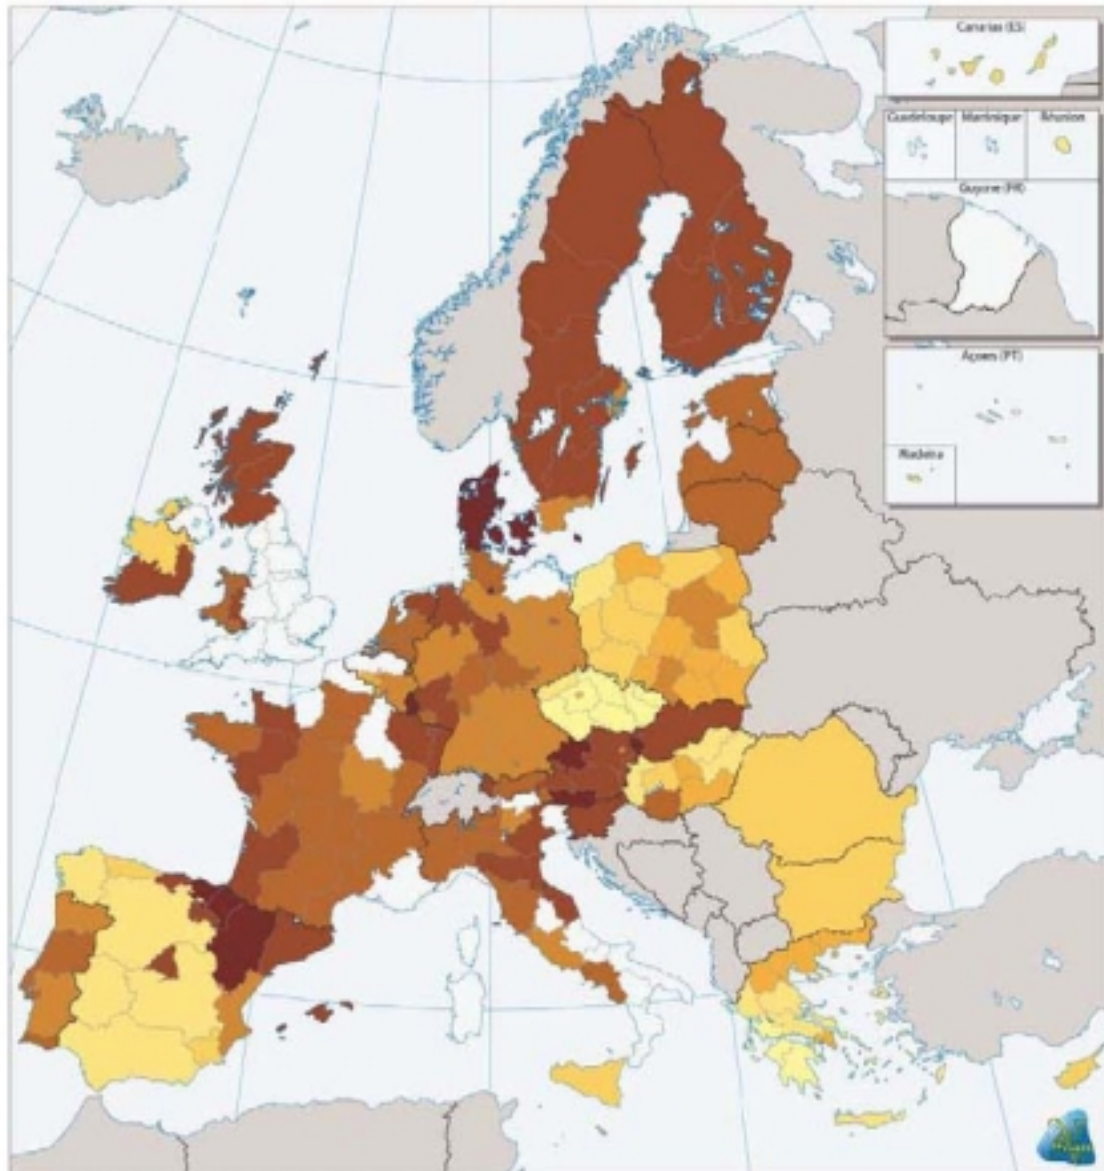 Canarias (ES)
Guadeloupe
Martinique
Réunion
Guyane (FR)
Açores (PT)
Madeira